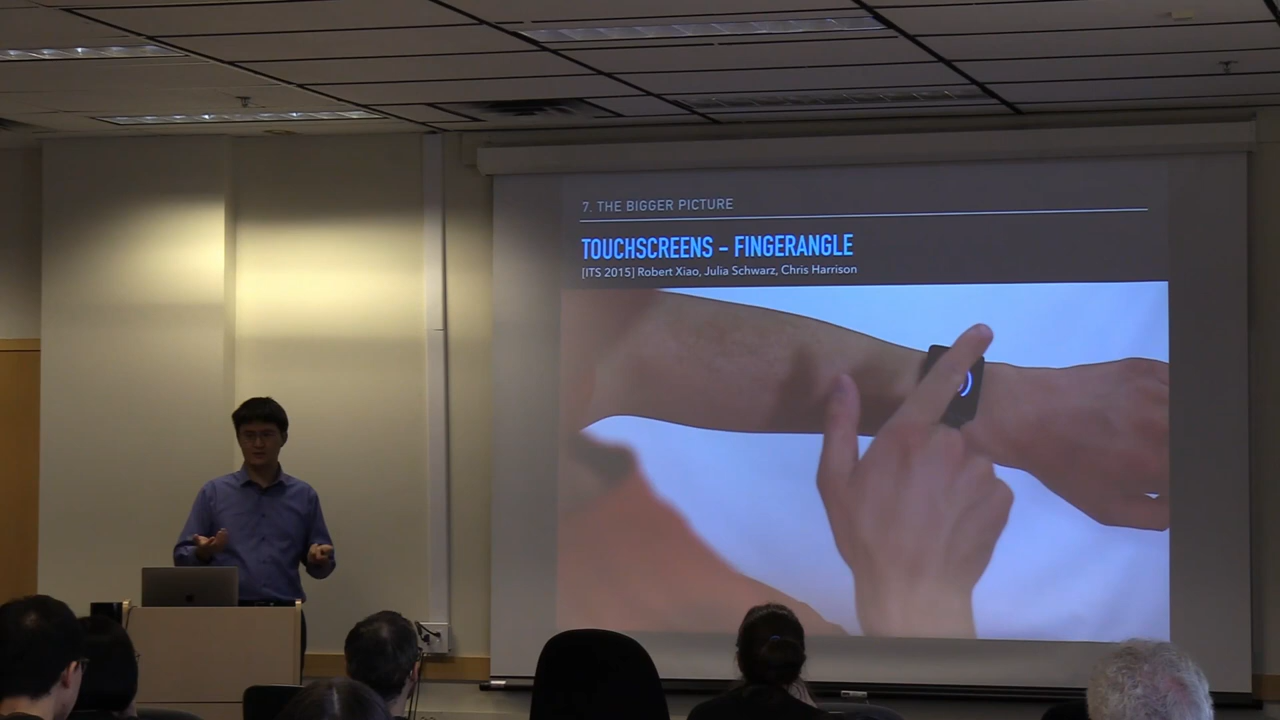 7. THE BIGGER PICTURE
TOUCHSCREENS – FINGERANGLE
[ITS 2015] Robert Xiao, Julia Schwarz, Chris Harrison